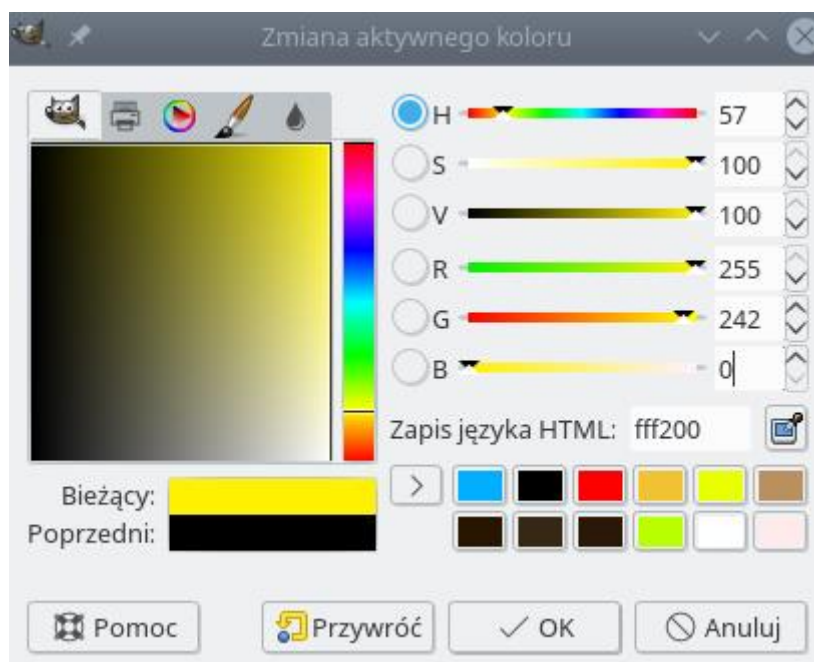 Zmiana aktywnego koloru
H 57
S 100
V 100
R 255
G 242
B 0
Zapis języka HTML: fff200
Bieżący:
Poprzedni:
Pomoc
Przywróć
OK
Anuluj